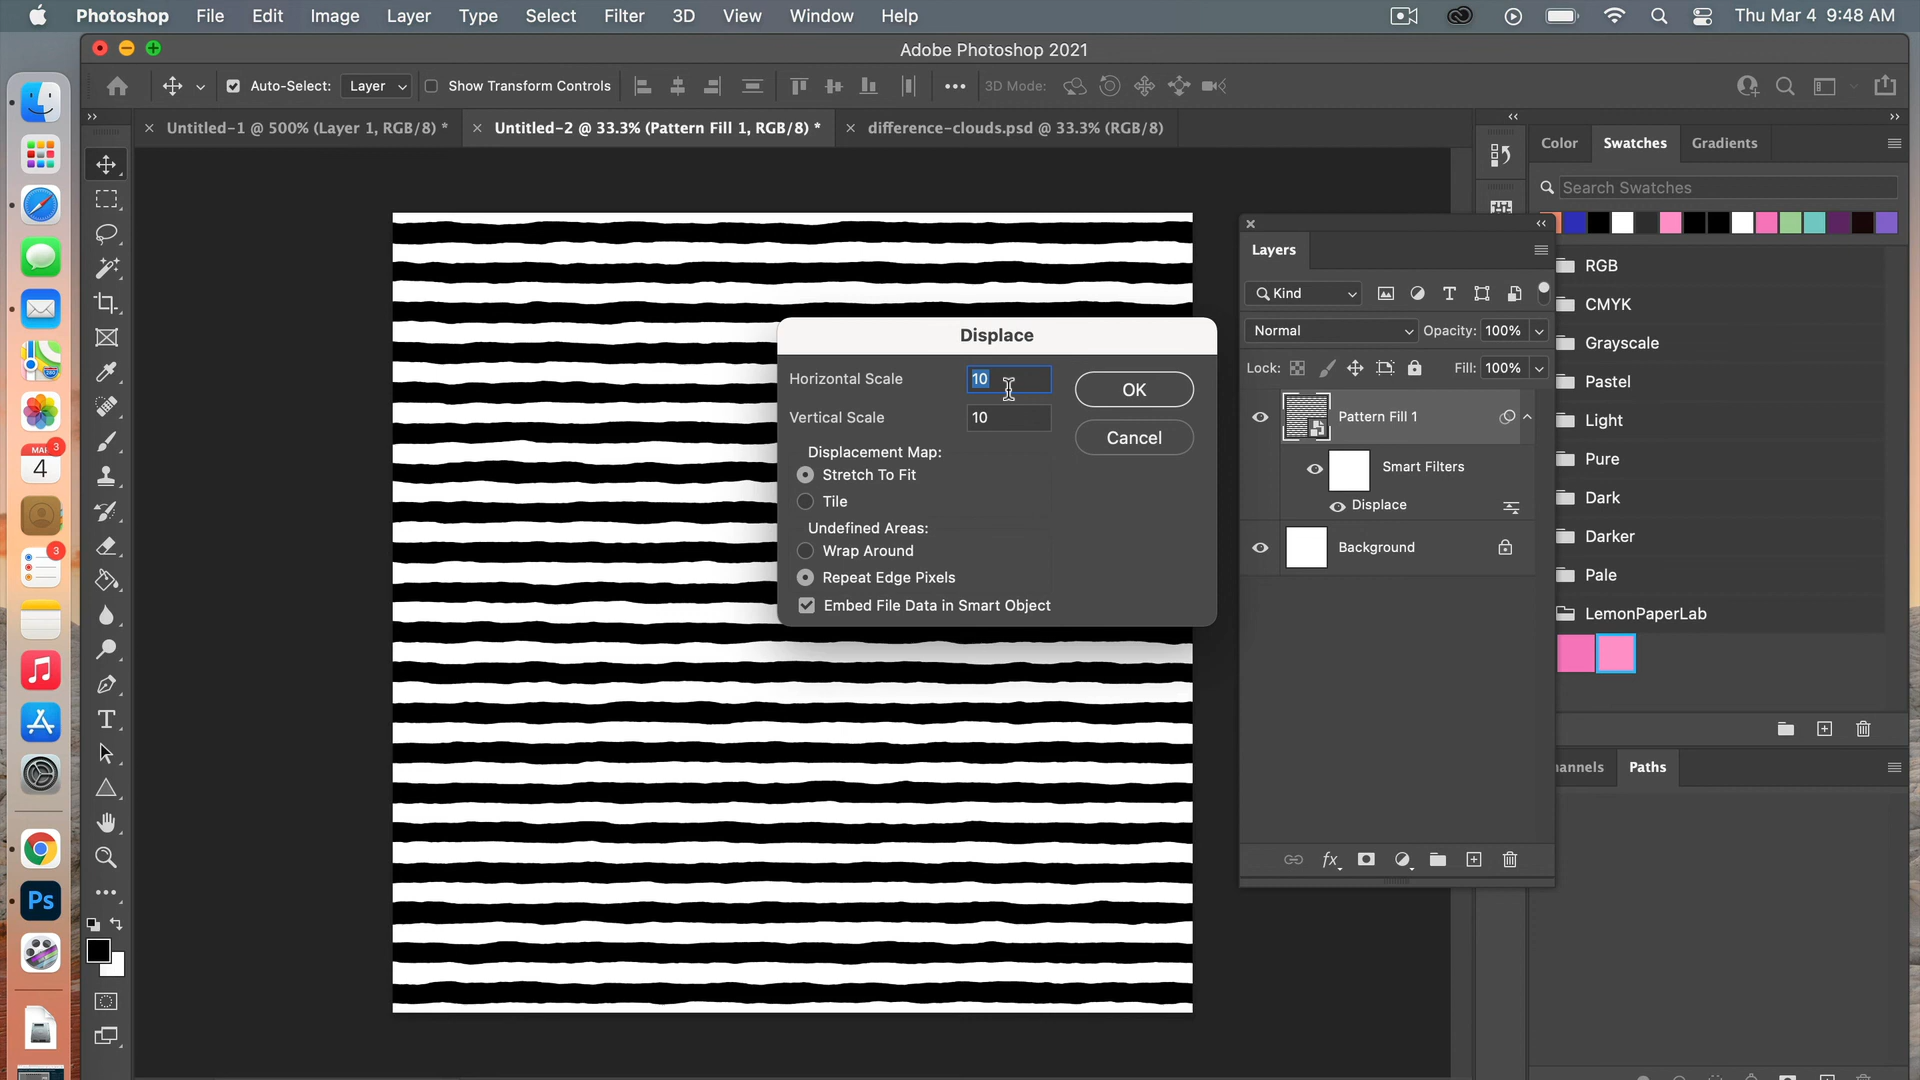 Photoshop File Edit Image Layer Type Select Filter 3D View Window Help Thu Mar 4 9:48 AM
Adobe Photoshop 2021
Auto-Select: Layer Show Transform Controls 3D Mode:
Untitled-1 @ 500% (Layer 1, RGB/8) * Untitled-2 @ 33.3% (Pattern Fill 1, RGB/8) * difference-clouds.psd @ 33.3% (RGB/8)
Color Swatches Gradients
Search Swatches
RGB
CMYK
Grayscale
Pastel
Light
Pure
Dark
Darker
Pale
LemonPaperLab
hannels Paths
Layers
Kind
Normal Opacity: 100%
Lock: Fill: 100%
Pattern Fill 1
Smart Filters
Displace
Background
fx
Displace
Horizontal Scale 10
Vertical Scale 10
OK
Cancel
Displacement Map:
Stretch To Fit
Tile
Undefined Areas:
Wrap Around
Repeat Edge Pixels
Embed File Data in Smart Object
280
3
4
3
Ps